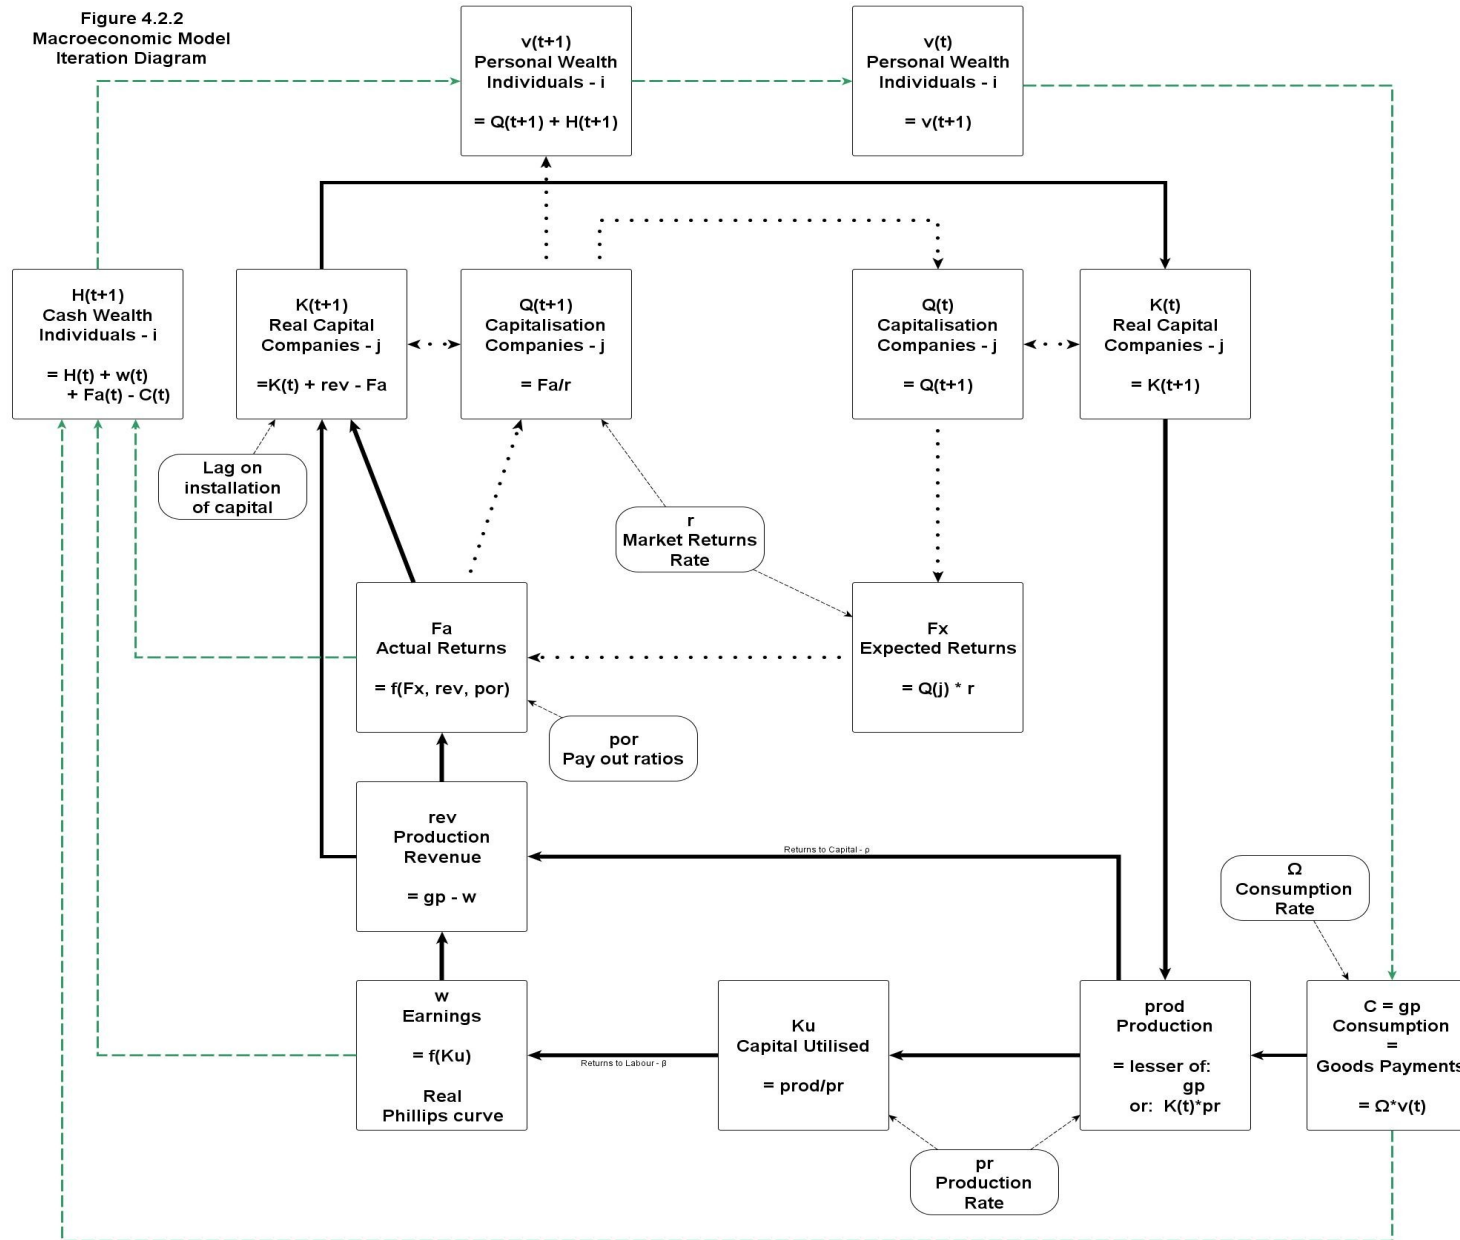 Figure 4.2.2
Macroeconomic Model
Iteration Diagram
v(t+1)
Personal Wealth
Individuals - i
= Q(t+1) + H(t+1)
v(t)
Personal Wealth
Individuals - i
= v(t+1)
H(t+1)
Cash Wealth
Individuals - i
= H(t) + w(t)
+ Fa(t) - C(t)
K(t+1)
Real Capital
Companies - j
=K(t) + rev - Fa
Q(t+1)
Capitalisation
Companies - j
= Fa/r
Q(t)
Capitalisation
Companies - j
= Q(t+1)
K(t)
Real Capital
Companies - j
= K(t+1)
Lag on
installation
of capital
r
Market Returns
Rate
Fa
Actual Returns
= f(Fx, rev, por)
Fx
Expected Returns
= Q(j) * r
por
Pay out ratios
rev
Production
Revenue
= gp - w
Returns to Capital - ρ
Ω
Consumption
Rate
w
Earnings
= f(Ku)
Real
Phillips curve
Returns to Labour - β
Ku
Capital Utilised
= prod/pr
prod
Production
= lesser of:
gp
or: K(t)*pr
C = gp
Consumption
=
Goods Payments
= Ω*v(t)
pr
Production
Rate